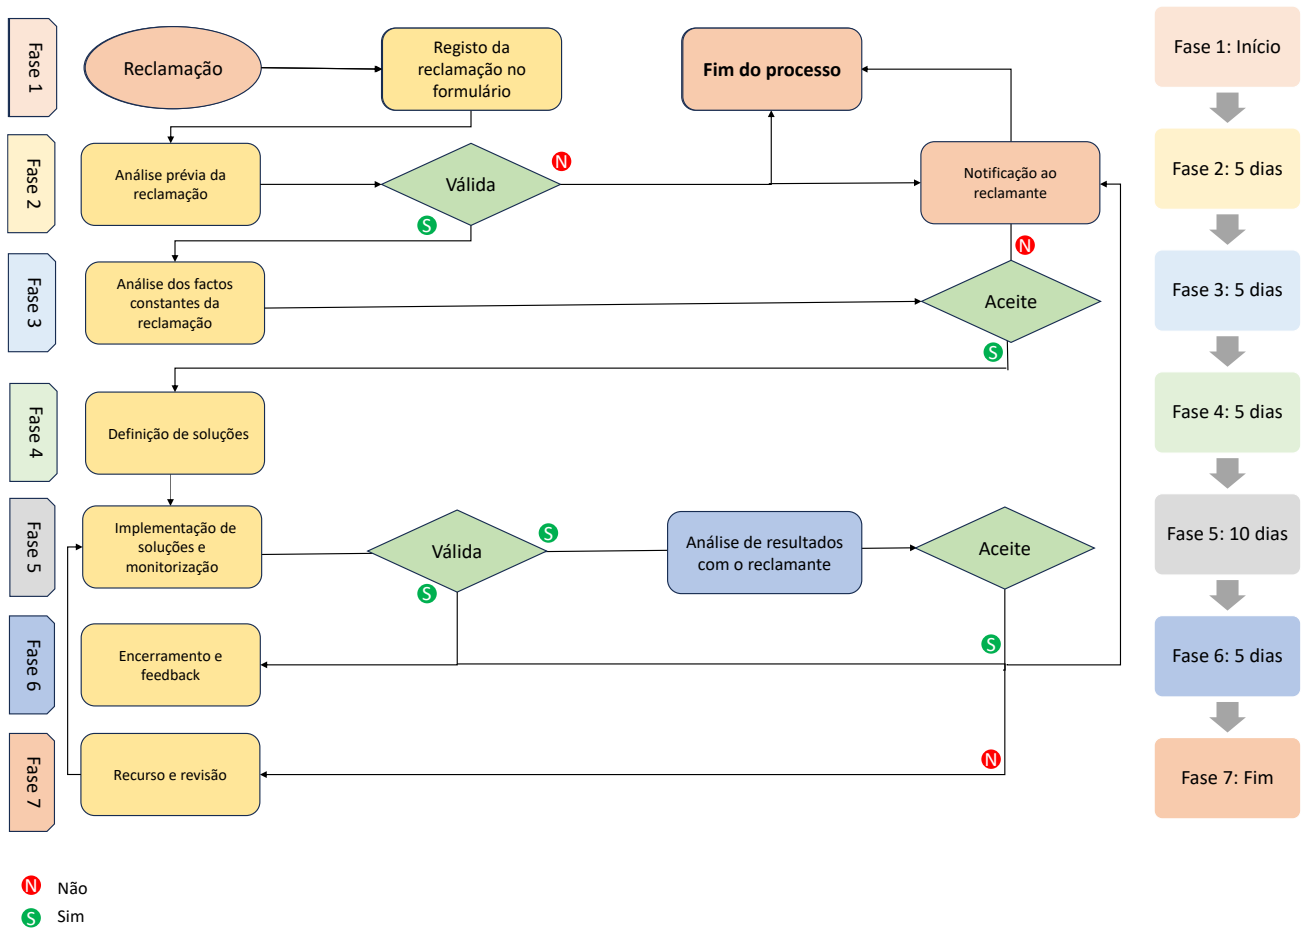 Fase 1
Reclamação
Registo da
reclamação no
formulário
Fim do processo
Fase 1: Início
Fase 2
Análise prévia da
reclamação
Válida
N
S
Notificação ao
reclamante
Fase 2: 5 dias
N
Fase 3
Análise dos factos
constantes da
reclamação
Aceite
S
Fase 3: 5 dias
Fase 4
Definição de soluções
Fase 4: 5 dias
Fase 5
Implementação de
soluções e
monitorização
Válida
S
S
Análise de resultados
com o reclamante
Aceite
Fase 5: 10 dias
Fase 6
Encerramento e
feedback
S
Fase 6: 5 dias
Fase 7
Recurso e revisão
N
Fase 7: Fim
N Não
S Sim